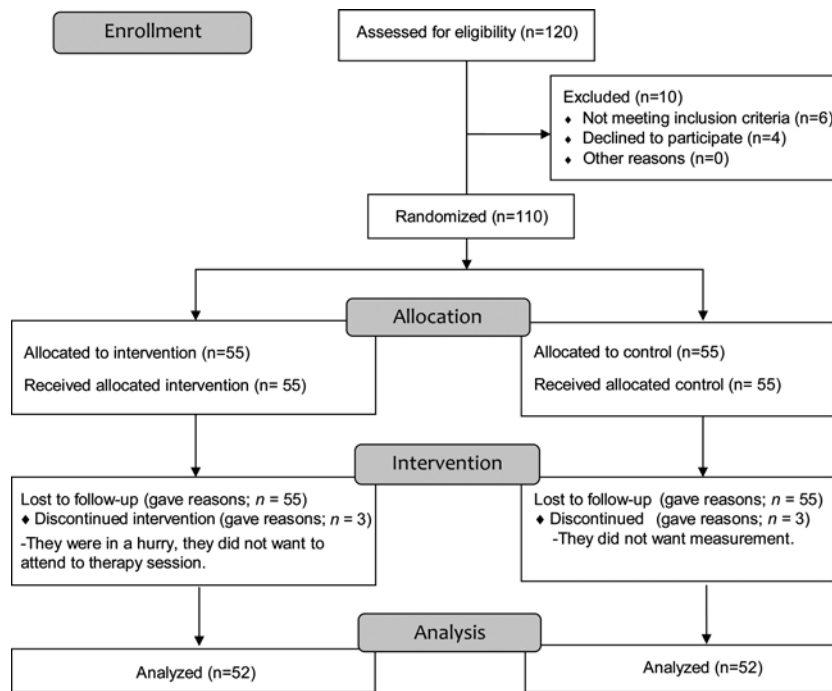 Enrollment
Assessed for eligibility (n=120)
Excluded (n=10)
♦ Not meeting inclusion criteria (n=6)
♦ Declined to participate (n=4)
♦ Other reasons (n=0)
Randomized (n=110)
Allocation
Allocated to intervention (n=55)
Received allocated intervention (n= 55)
Allocated to control (n=55)
Received allocated control (n= 55)
Intervention
Lost to follow-up (gave reasons; n = 55)
♦ Discontinued intervention (gave reasons; n = 3)
-They were in a hurry, they did not want to
attend to therapy session.
Lost to follow-up (gave reasons; n = 55)
♦ Discontinued (gave reasons; n = 3)
-They did not want measurement.
Analysis
Analyzed (n=52)
Analyzed (n=52)